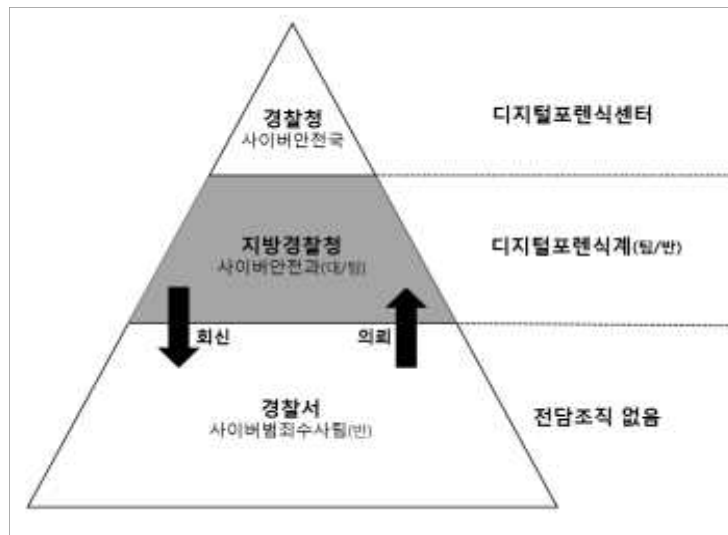 경찰청
사이버안전국
디지털포렌식센터
지방경찰청
사이버안전과(대/팀)
디지털포렌식계(팀/반)
회신
의뢰
경찰서
사이버범죄수사팀(반)
전담조직 없음